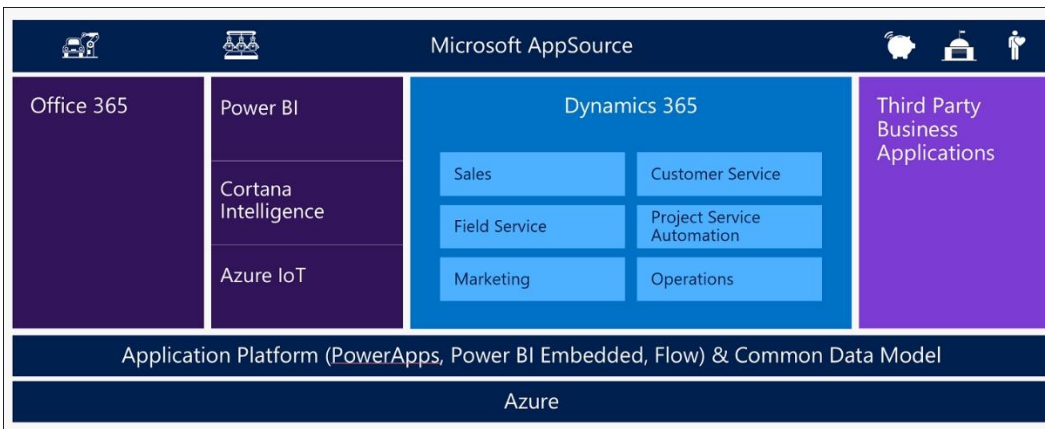 Microsoft AppSource
Office 365
Power BI
Cortana
Intelligence
Azure IoT
Dynamics 365
Sales
Customer Service
Field Service
Project Service
Automation
Marketing
Operations
Third Party
Business
Applications
Application Platform (PowerApps, Power BI Embedded, Flow) & Common Data Model
Azure